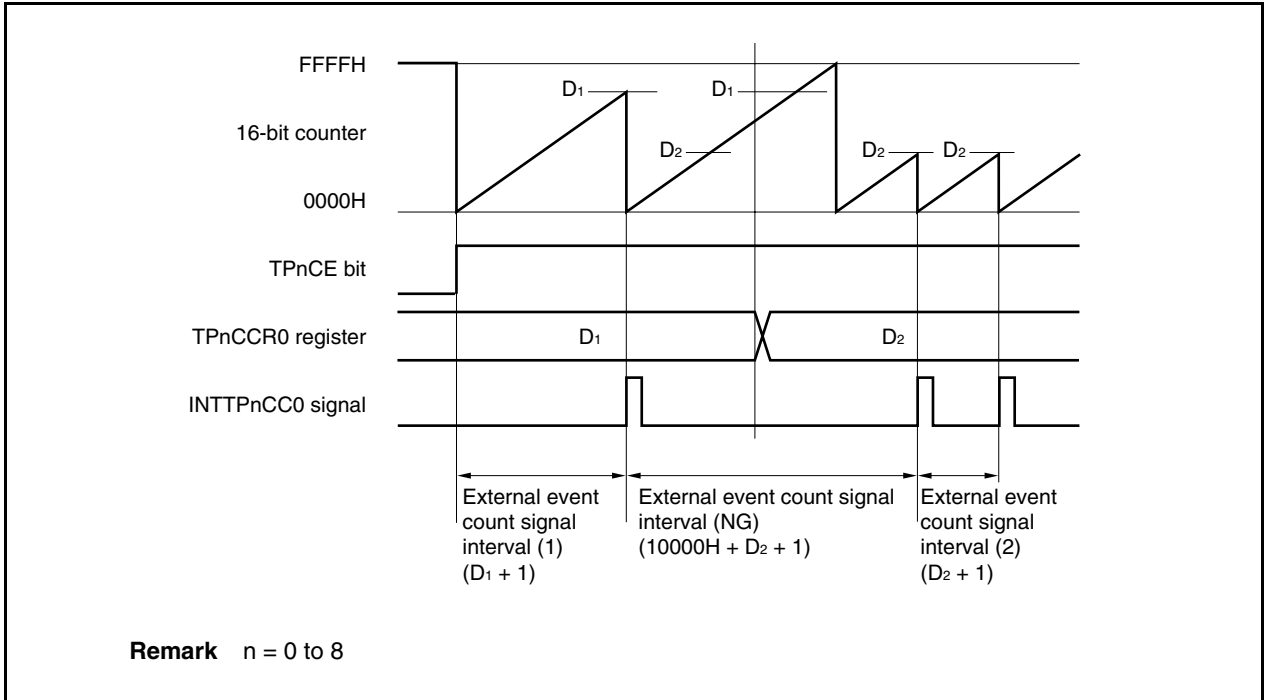 FFFFH
16-bit counter
0000H
D1
D2
D1
D2
D2
TPnCE bit
TPnCCR0 register
D1
D2
INTTPnCC0 signal
External event
count signal
interval (1)
(D1 + 1)
External event count signal
interval (NG)
(10000H + D2 + 1)
External event
count signal
interval (2)
(D2 + 1)
Remark n = 0 to 8